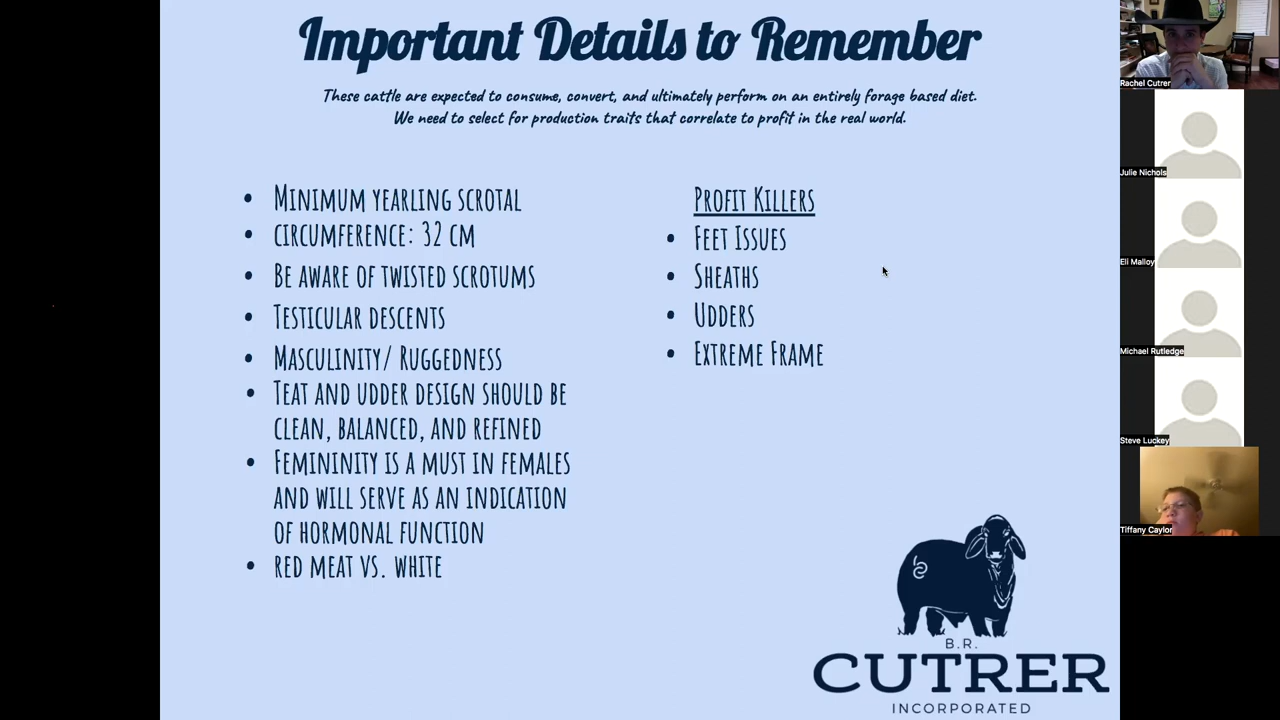 Important Details to Remember
These cattle are expected to consume, convert, and ultimately perform on an entirely forage based diet.
We need to select for production traits that correlate to profit in the real world.
• Minimum yearling scrotal
• circumference: 32 cm
• Be aware of twisted scrotums
• Testicular descents
• Masculinity/ Ruggedness
• Teat and udder design should be
clean, balanced, and refined
• Femininity is a must in females
and will serve as an indication
of hormonal function
• red meat vs. white
Profit Killers
• Feet Issues
• Sheaths
• Udders
• Extreme Frame
B.R.
CUTRER
INCORPORATED
Rachel Cutrer
Julie Nichols
Eli Malloy
Michael Rutledge
Steve Luckey
Tiffany Caylor